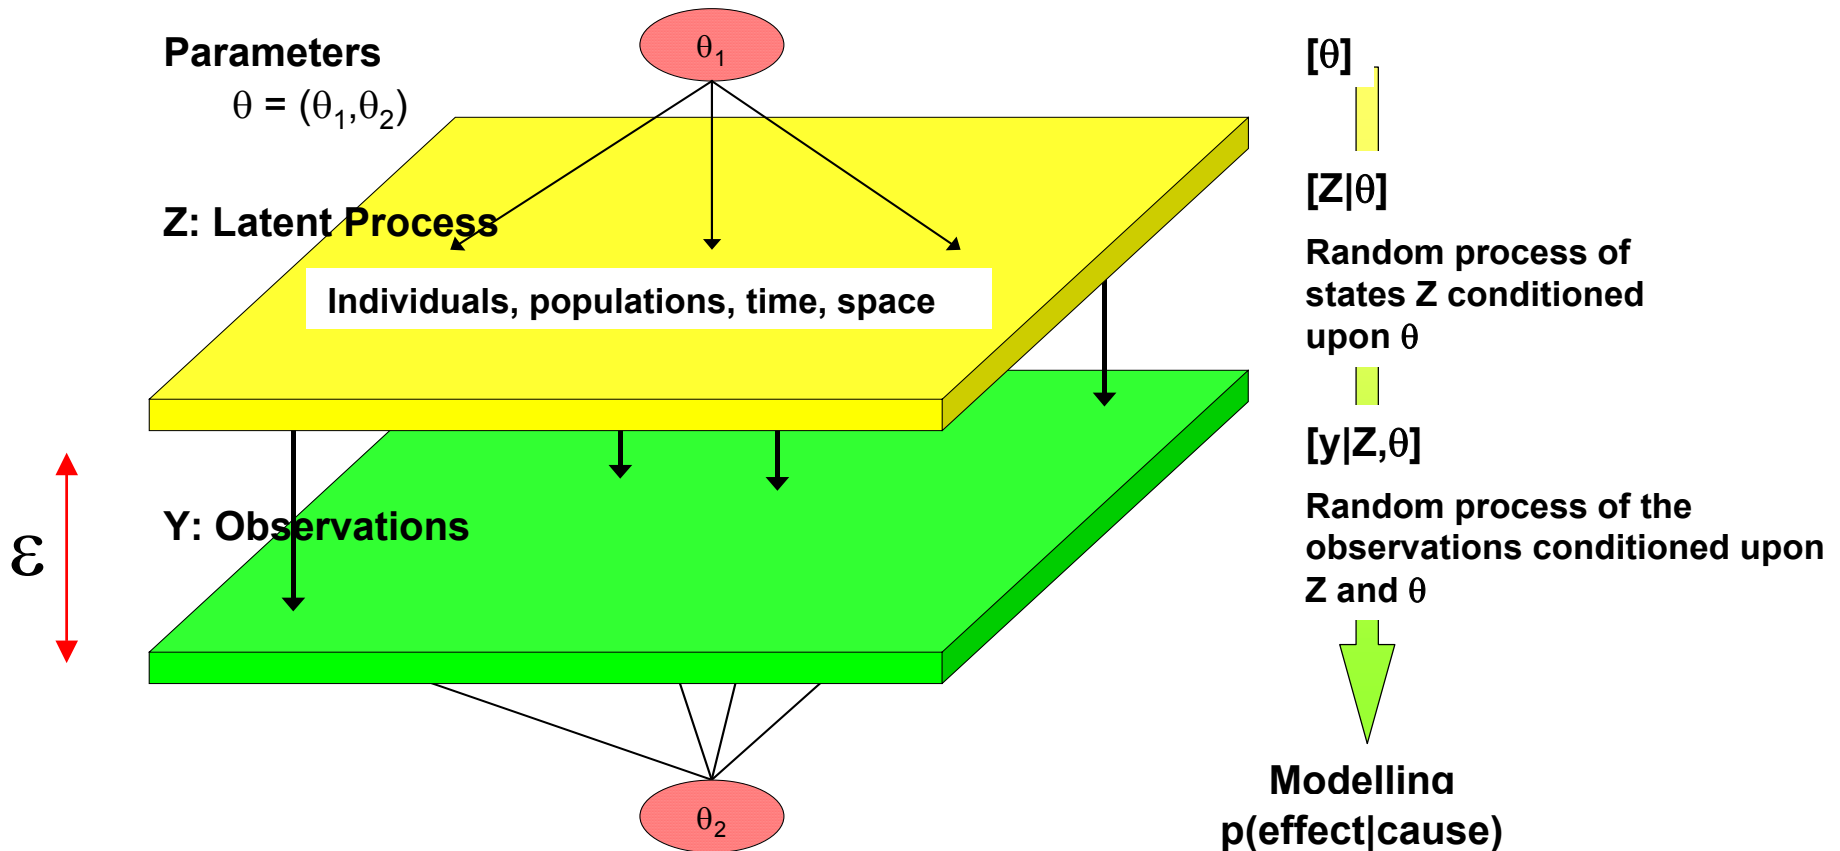 Parameters
θ = (θ₁,θ₂)
θ₁
Z: Latent Process
Individuals, populations, time, space
ε
Y: Observations
θ₂
[θ]
[Z|θ]
Random process of
states Z conditioned
upon θ
[y|Z,θ]
Random process of the
observations conditioned upon
Z and θ
Modelling
p(effect|cause)